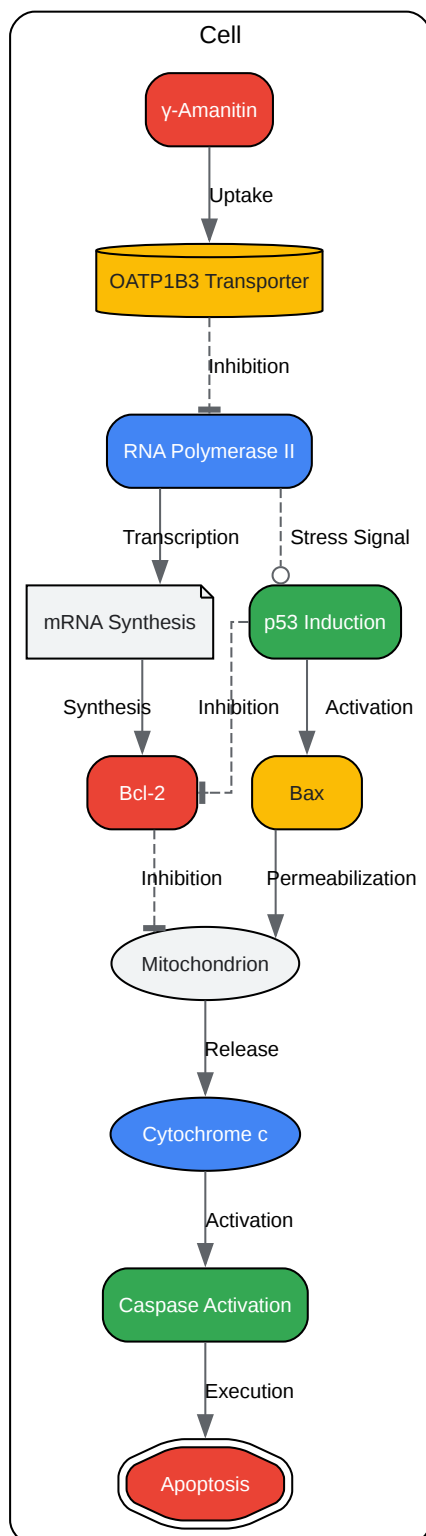 Cell
γ-Amanitin
Uptake
OATP1B3 Transporter
Inhibition
RNA Polymerase II
Transcription
Stress Signal
mRNA Synthesis
p53 Induction
Synthesis
Inhibition
Activation
Bcl-2
Bax
Inhibition
Permeabilization
Mitochondrion
Release
Cytochrome c
Activation
Caspase Activation
Execution
Apoptosis